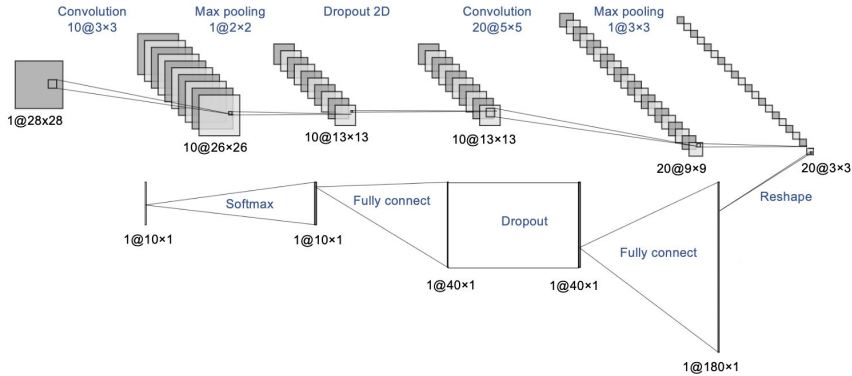 Convolution
10@3×3
Max pooling
1@2×2
Dropout 2D
Convolution
20@5×5
Max pooling
1@3×3
1@28x28
10@26×26
10@13×13
10@13×13
20@9×9
20@3×3
Reshape
Softmax
Fully connect
Dropout
Fully connect
1@10×1
1@10×1
1@40×1
1@40×1
1@180×1